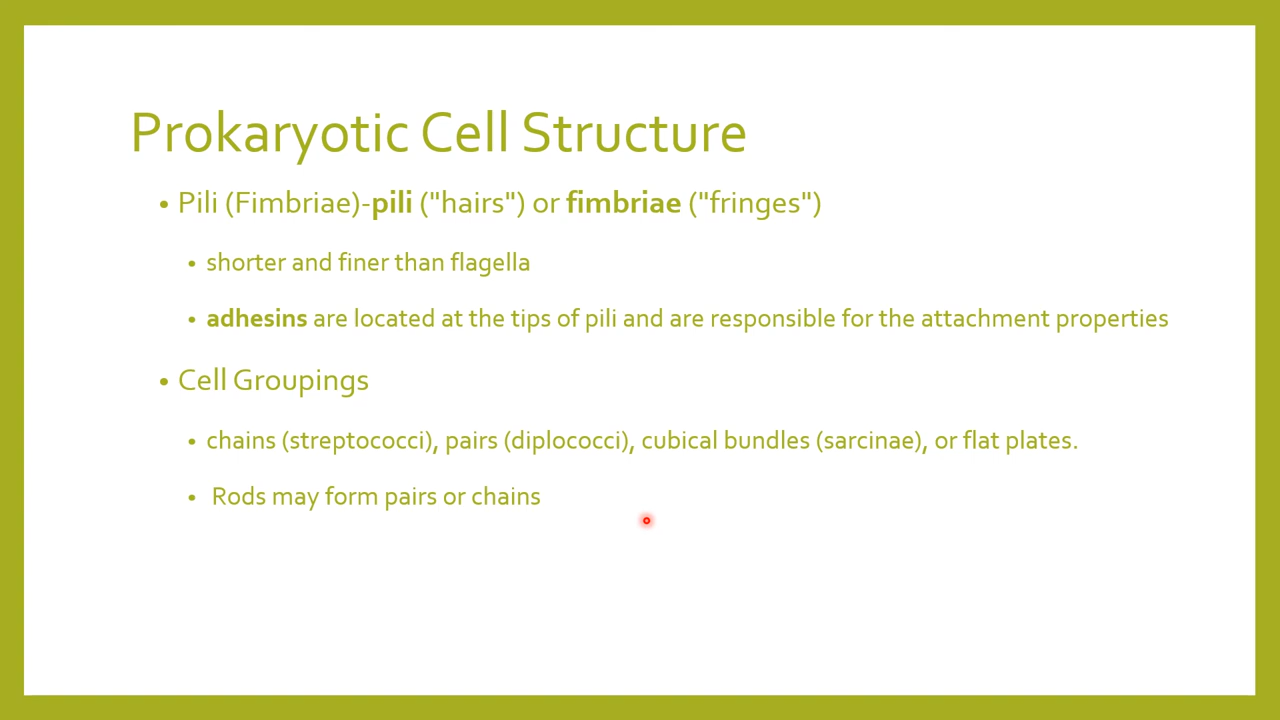 Prokaryotic Cell Structure
• Pili (Fimbriae)-pili ("hairs") or fimbriae ("fringes")
• shorter and finer than flagella
• adhesins are located at the tips of pili and are responsible for the attachment properties
• Cell Groupings
• chains (streptococci), pairs (diplococci), cubical bundles (sarcinae), or flat plates.
• Rods may form pairs or chains